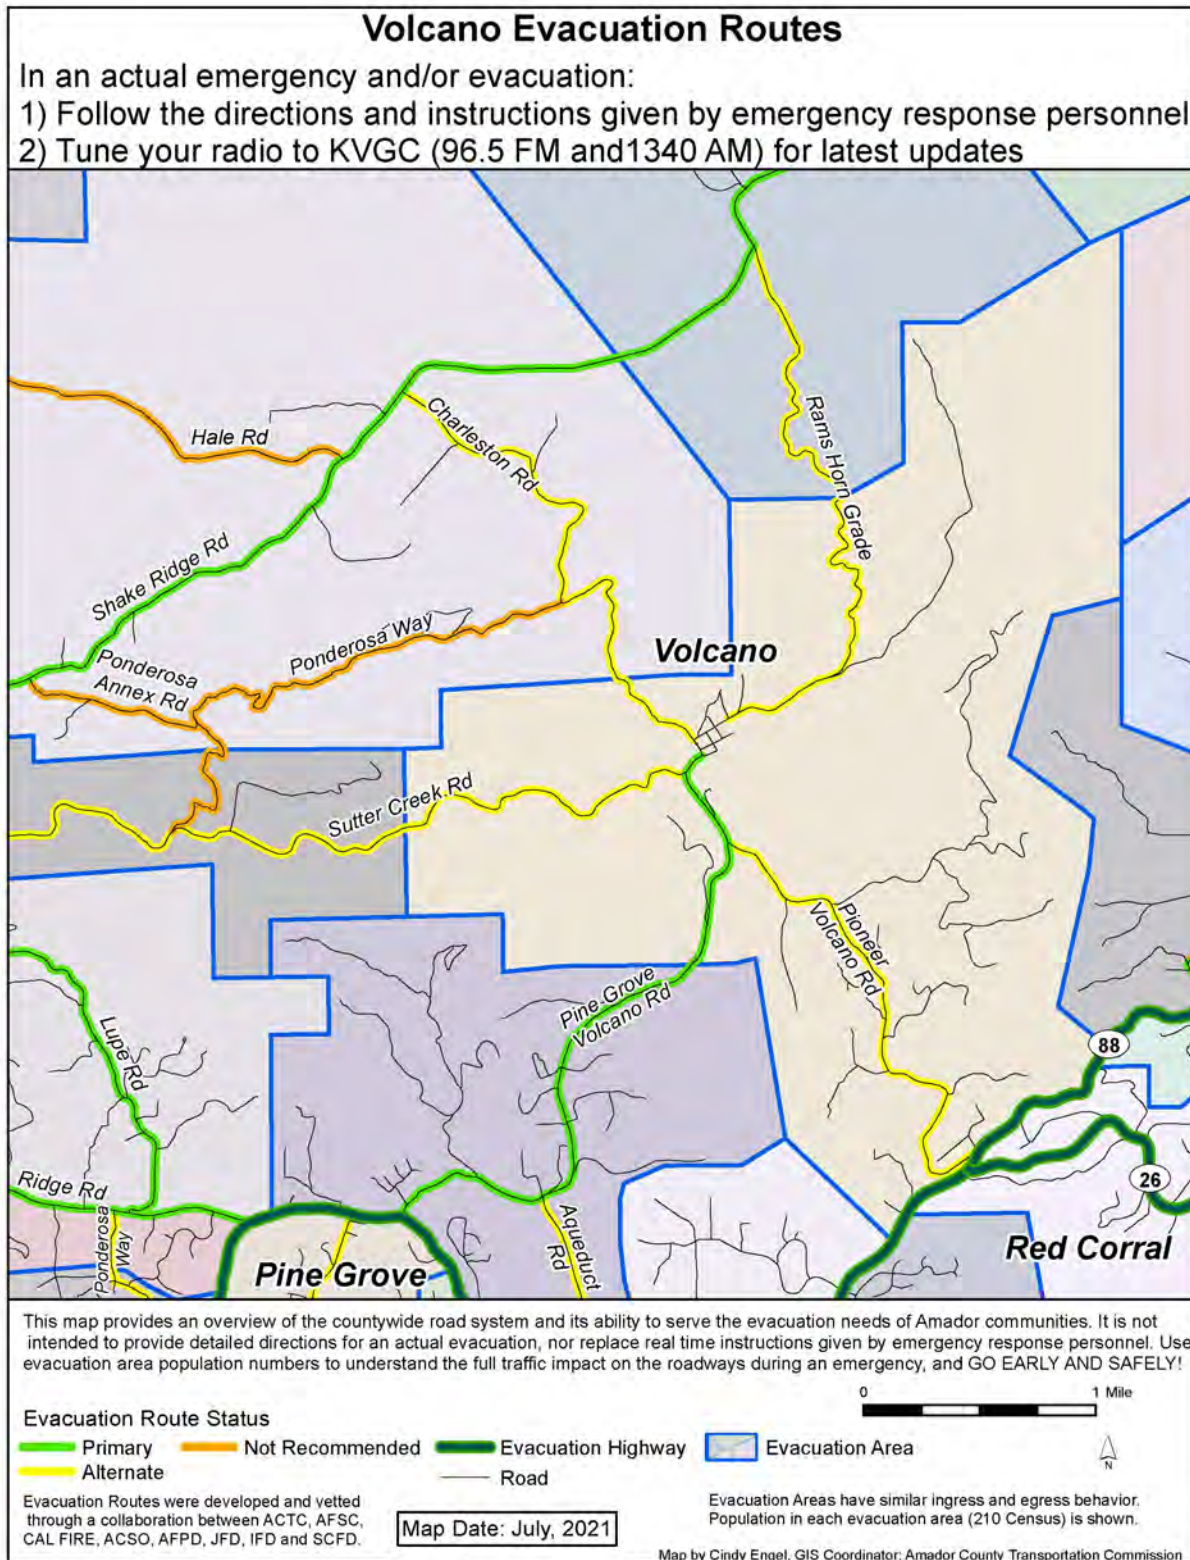 Volcano Evacuation Routes
In an actual emergency and/or evacuation:
1) Follow the directions and instructions given by emergency response personnel
2) Tune your radio to KVGC (96.5 FM and1340 AM) for latest updates
Hale Rd
Charleston Rd
Rams Horn Grade
Shake Ridge Rd
Ponderosa Way
Ponderosa
Annex Rd
Volcano
Sutter Creek Rd
Pioneer
Volcano Rd
Pine Grove
Volcano Rd
Lupe Rd
88
26
Ridge Rd
Ponderosa
Way
Aqueduct
Rd
Pine Grove
Red Corral
This map provides an overview of the countywide road system and its ability to serve the evacuation needs of Amador communities. It is not
intended to provide detailed directions for an actual evacuation, nor replace real time instructions given by emergency response personnel. Use
evacuation area population numbers to understand the full traffic impact on the roadways during an emergency, and GO EARLY AND SAFELY!
0 1 Mile
Evacuation Route Status
Primary Not Recommended Evacuation Highway Evacuation Area
Alternate Road
N
Evacuation Routes were developed and vetted
through a collaboration between ACTC, AFSC,
CAL FIRE, ACSO, AFPD, JFD, IFD and SCFD.
Map Date: July, 2021
Evacuation Areas have similar ingress and egress behavior.
Population in each evacuation area (210 Census) is shown.
Map by Cindy Engel, GIS Coordinator: Amador County Transportation Commission